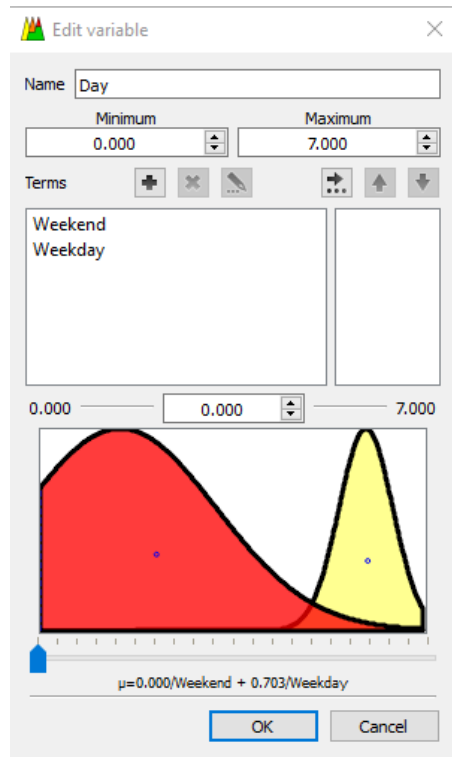 Edit variable
Name Day
Minimum Maximum
0.000 7.000
Terms
Weekend
Weekday
0.000 0.000 7.000
μ=0.000/Weekend + 0.703/Weekday
OK Cancel